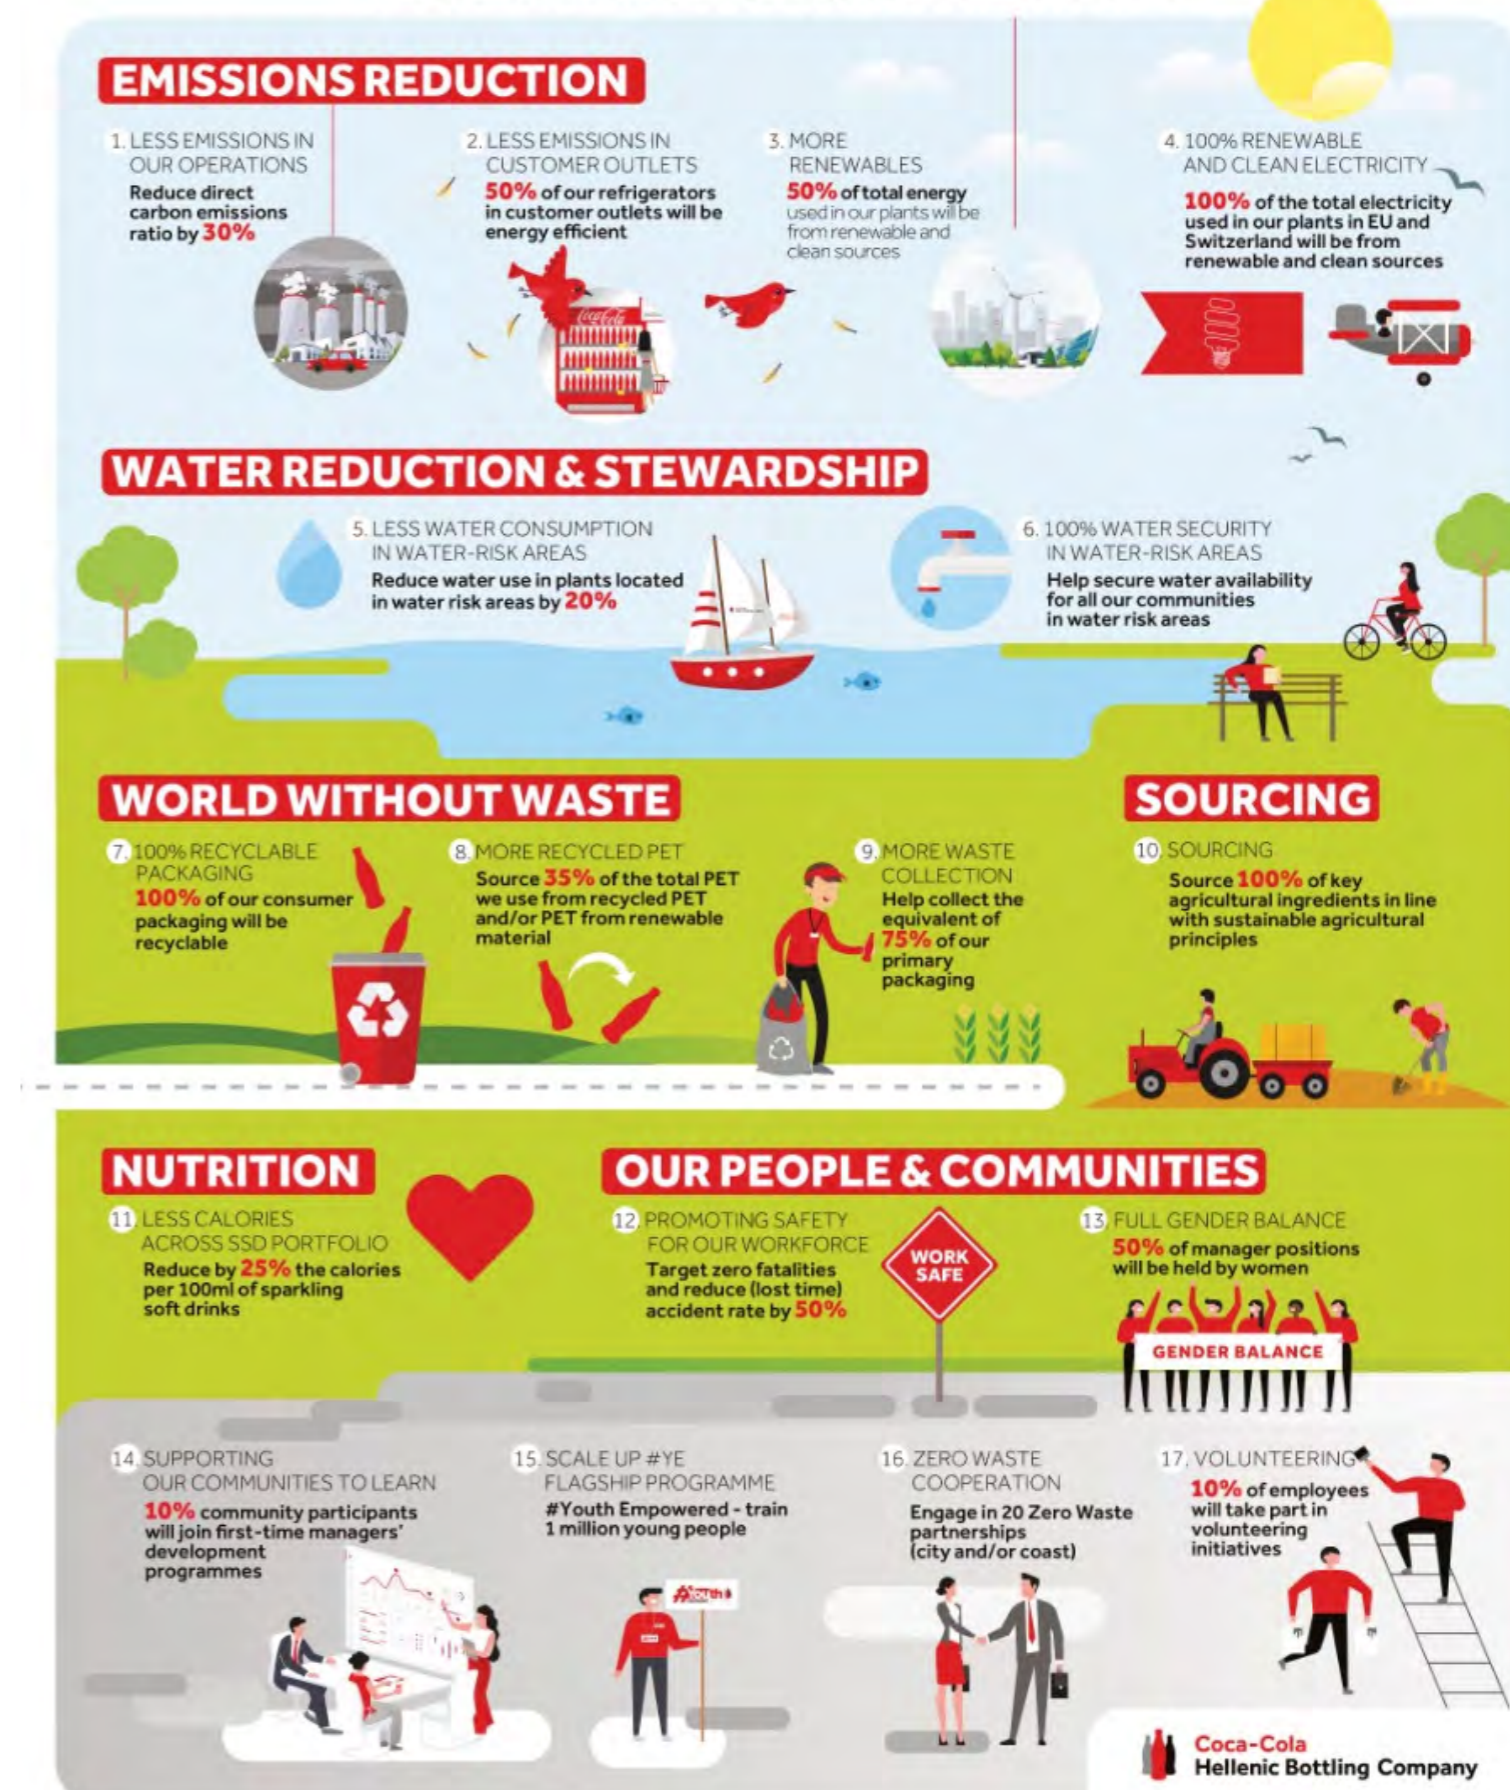 EMISSIONS REDUCTION
1. LESS EMISSIONS IN
OUR OPERATIONS
Reduce direct
carbon emissions
ratio by 30%
2. LESS EMISSIONS IN
CUSTOMER OUTLETS
50% of our refrigerators
in customer outlets will be
energy efficient
Coca-Cola
3. MORE
RENEWABLES
50% of total energy
used in our plants will be
from renewable and
clean sources
4. 100% RENEWABLE
AND CLEAN ELECTRICITY
100% of the total electricity
used in our plants in EU and
Switzerland will be from
renewable and clean sources
WATER REDUCTION & STEWARDSHIP
5. LESS WATER CONSUMPTION
IN WATER-RISK AREAS
Reduce water use in plants located
in water risk areas by 20%
6. 100% WATER SECURITY
IN WATER-RISK AREAS
Help secure water availability
for all our communities
in water risk areas
WORLD WITHOUT WASTE
7. 100% RECYCLABLE
PACKAGING
100% of our consumer
packaging will be
recyclable
8. MORE RECYCLED PET
Source 35% of the total PET
we use from recycled PET
and/or PET from renewable
material
9. MORE WASTE
COLLECTION
Help collect the
equivalent of
75% of our
primary
packaging
SOURCING
10. SOURCING
Source 100% of key
agricultural ingredients in line
with sustainable agricultural
principles
NUTRITION
11. LESS CALORIES
ACROSS SSD PORTFOLIO
Reduce by 25% the calories
per 100ml of sparkling
soft drinks
OUR PEOPLE & COMMUNITIES
12. PROMOTING SAFETY
FOR OUR WORKFORCE
Target zero fatalities
and reduce (lost time)
accident rate by 50%
WORK
SAFE
13. FULL GENDER BALANCE
50% of manager positions
will be held by women
GENDER BALANCE
14. SUPPORTING
OUR COMMUNITIES TO LEARN
10% community participants
will join first-time managers'
development
programmes
15. SCALE UP #YE
FLAGSHIP PROGRAMME
#Youth Empowered - train
1 million young people
#Youth
16. ZERO WASTE
COOPERATION
Engage in 20 Zero Waste
partnerships
(city and/or coast)
17. VOLUNTEERING
10% of employees
will take part in
volunteering
initiatives
Coca-Cola
Hellenic Bottling Company